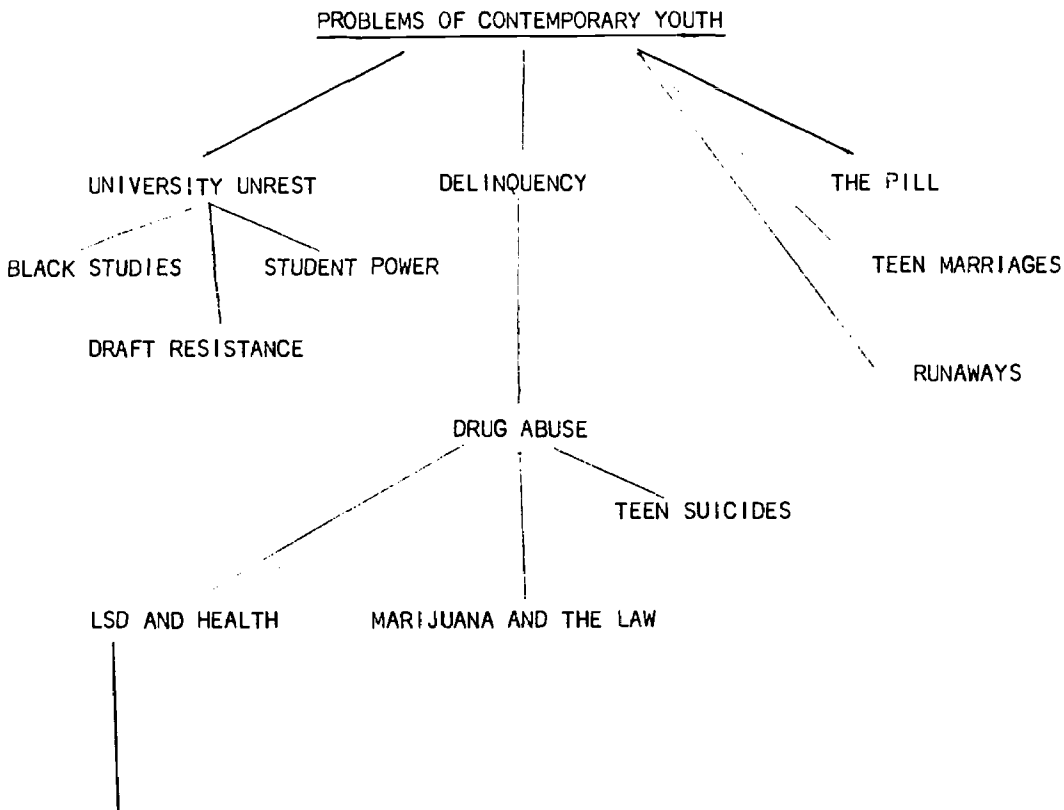 PROBLEMS OF CONTEMPORARY YOUTH
UNIVERSITY UNREST
DELINQUENCY
THE PILL
BLACK STUDIES
STUDENT POWER
TEEN MARRIAGES
DRAFT RESISTANCE
RUNAWAYS
DRUG ABUSE
TEEN SUICIDES
LSD AND HEALTH
MARIJUANA AND THE LAW